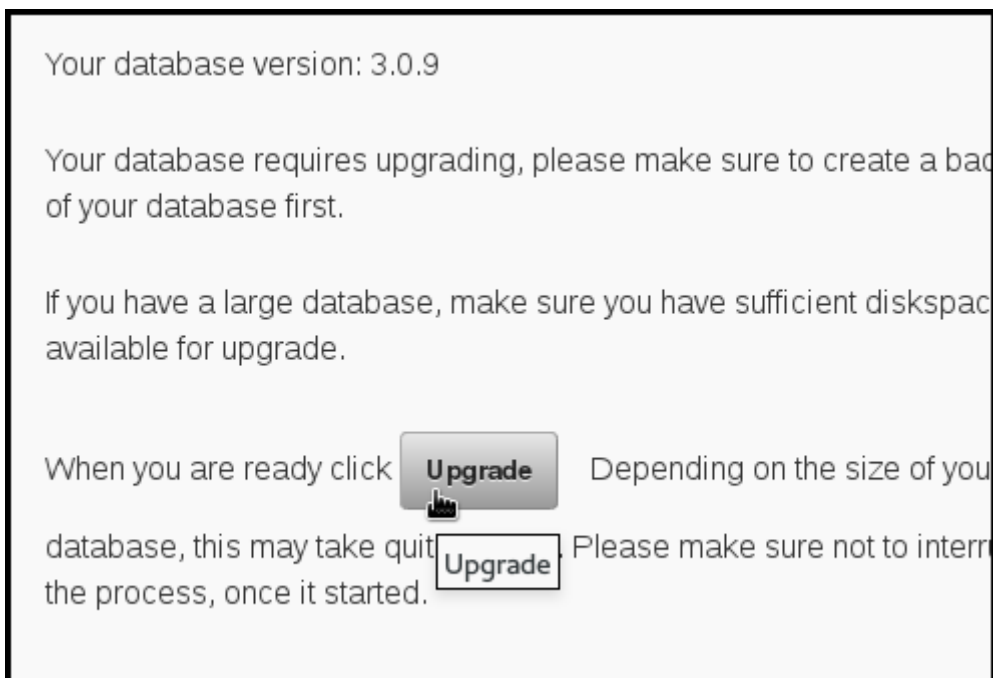 Your database version: 3.0.9
Your database requires upgrading, please make sure to create a
of your database first.
If you have a large database, make sure you have sufficient
available for upgrade.
When you are ready click Upgrade Depending on the size of
database, this may take Please make sure not to
Upgrade
the process, once it started.